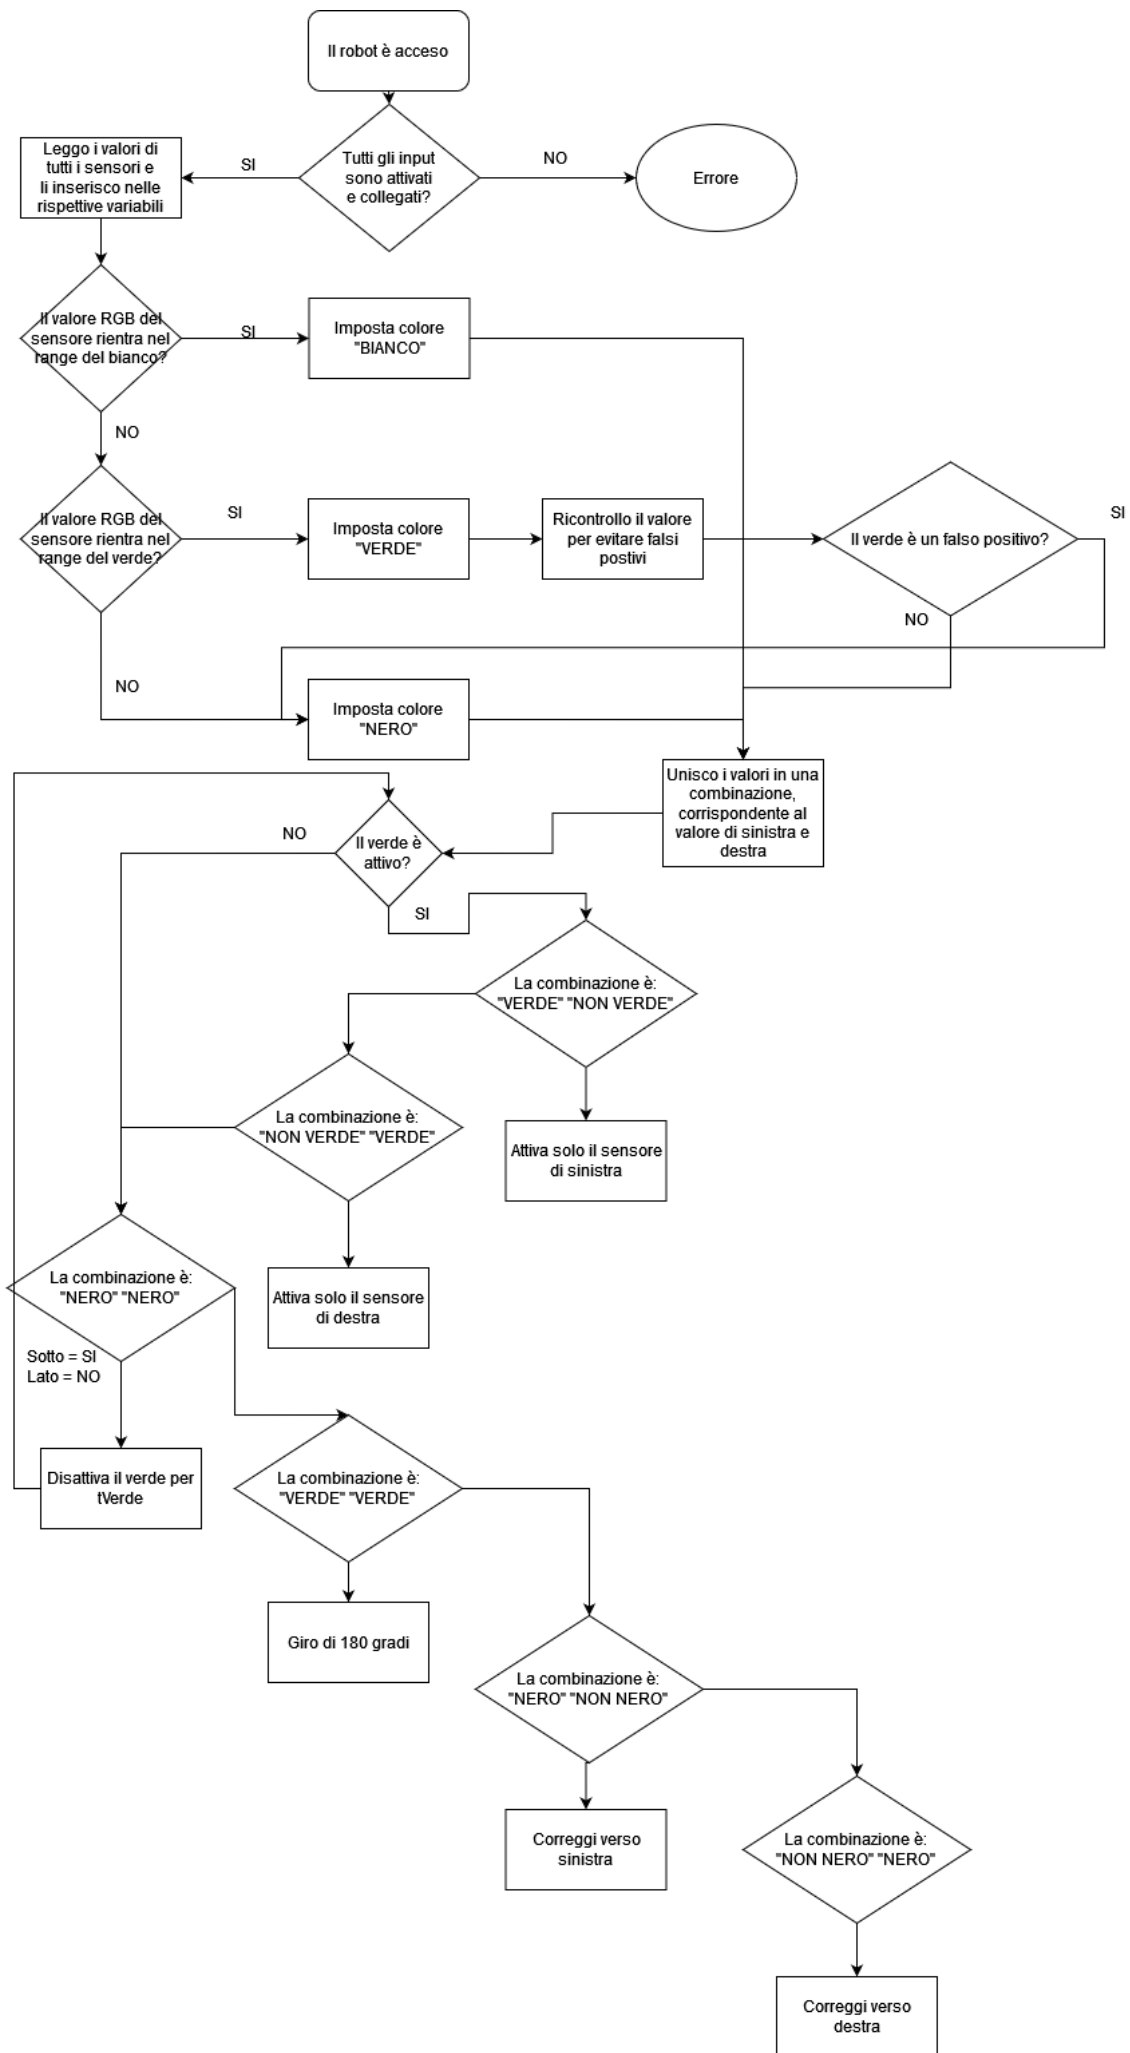 Il robot è acceso
Tutti gli input
sono attivati
e collegati?
SI
NO
Errore
Leggo i valori di
tutti i sensori e
li inserisco nelle
rispettive variabili
Il valore RGB del
sensore rientra nel
range del bianco?
SI
Imposta colore
"BIANCO"
NO
Il valore RGB del
sensore rientra nel
range del verde?
SI
Imposta colore
"VERDE"
Ricontrollo il valore
per evitare falsi
postivi
Il verde è un falso positivo?
SI
NO
NO
Imposta colore
"NERO"
Unisco i valori in una
combinazione,
corrispondente al
valore di sinistra e
destra
Il verde è
attivo?
NO
SI
La combinazione è:
"VERDE" "NON VERDE"
La combinazione è:
"NON VERDE" "VERDE"
Attiva solo il sensore
di sinistra
La combinazione è:
"NERO" "NERO"
Attiva solo il sensore
di destra
Sotto = SI
Lato = NO
Disattiva il verde per
tVerde
La combinazione è:
"VERDE" "VERDE"
Giro di 180 gradi
La combinazione è:
"NERO" "NON NERO"
Correggi verso
sinistra
La combinazione è:
"NON NERO" "NERO"
Correggi verso
destra